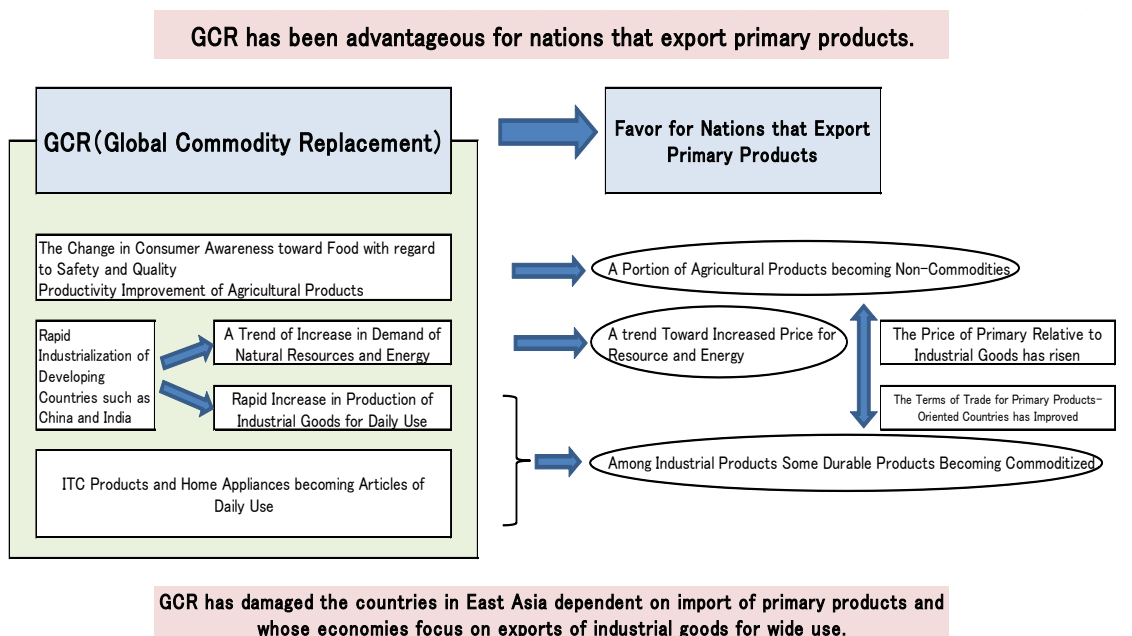 GCR has been advantageous for nations that export primary products.
GCR(Global Commodity Replacement)
Favor for Nations that Export
Primary Products
The Change in Consumer Awareness toward Food with regard
to Safety and Quality
Productivity Improvement of Agricultural Products
A Portion of Agricultural Products becoming Non-Commodities
Rapid
Industrialization of
Developing
Countries such as
China and India
A Trend of Increase in Demand of
Natural Resources and Energy
Rapid Increase in Production of
Industrial Goods for Daily Use
A trend Toward Increased Price for
Resource and Energy
The Price of Primary Relative to
Industrial Goods has risen
The Terms of Trade for Primary Products-
Oriented Countries has Improved
ITC Products and Home Appliances becoming Articles of
Daily Use
Among Industrial Products Some Durable Products Becoming Commoditized
GCR has damaged the countries in East Asia dependent on import of primary products and
whose economies focus on exports of industrial goods for wide use.